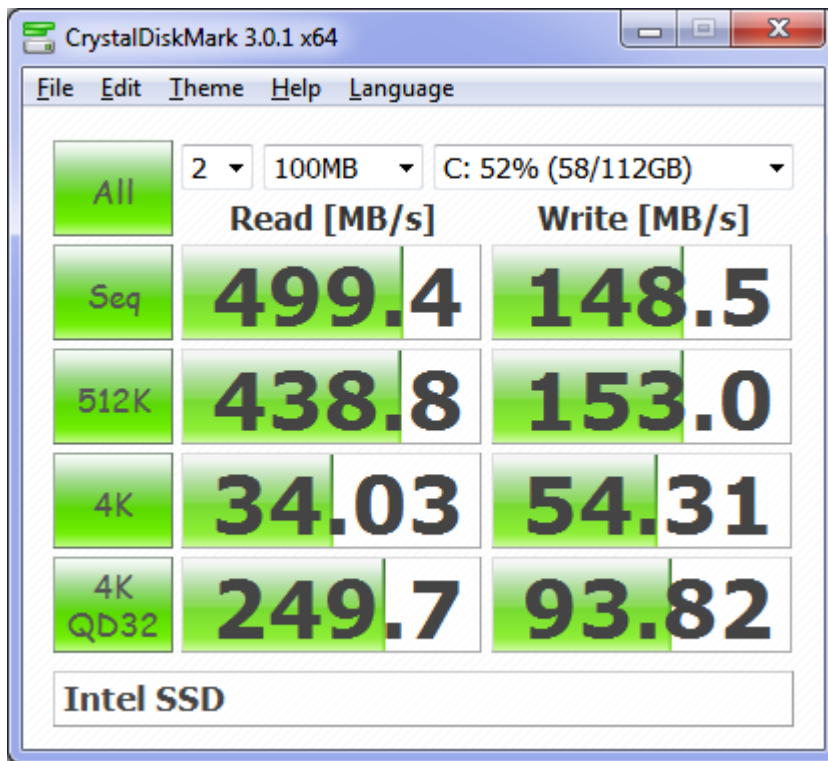 CrystalDiskMark 3.0.1 x64
File Edit Theme Help Language
All 2 100MB C: 52% (58/112GB)
Read [MB/s] Write [MB/s]
Seq 499.4 148.5
512K 438.8 153.0
4K 34.03 54.31
4K
QD32 249.7 93.82
Intel SSD